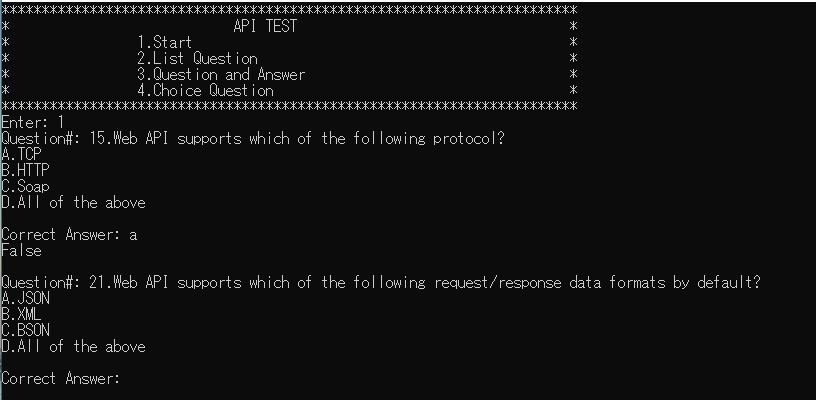 ************************************************************************
* API TEST *
* 1.Start *
* 2.List Question *
* 3.Question and Answer *
* 4.Choice Question *
************************************************************************
Enter: 1
Question#: 15.Web API supports which of the following protocol?
A.TCP
B.HTTP
C.Soap
D.All of the above
Correct Answer: a
False
Question#: 21.Web API supports which of the following request/response data formats by default?
A.JSON
B.XML
C.BSON
D.All of the above
Correct Answer: